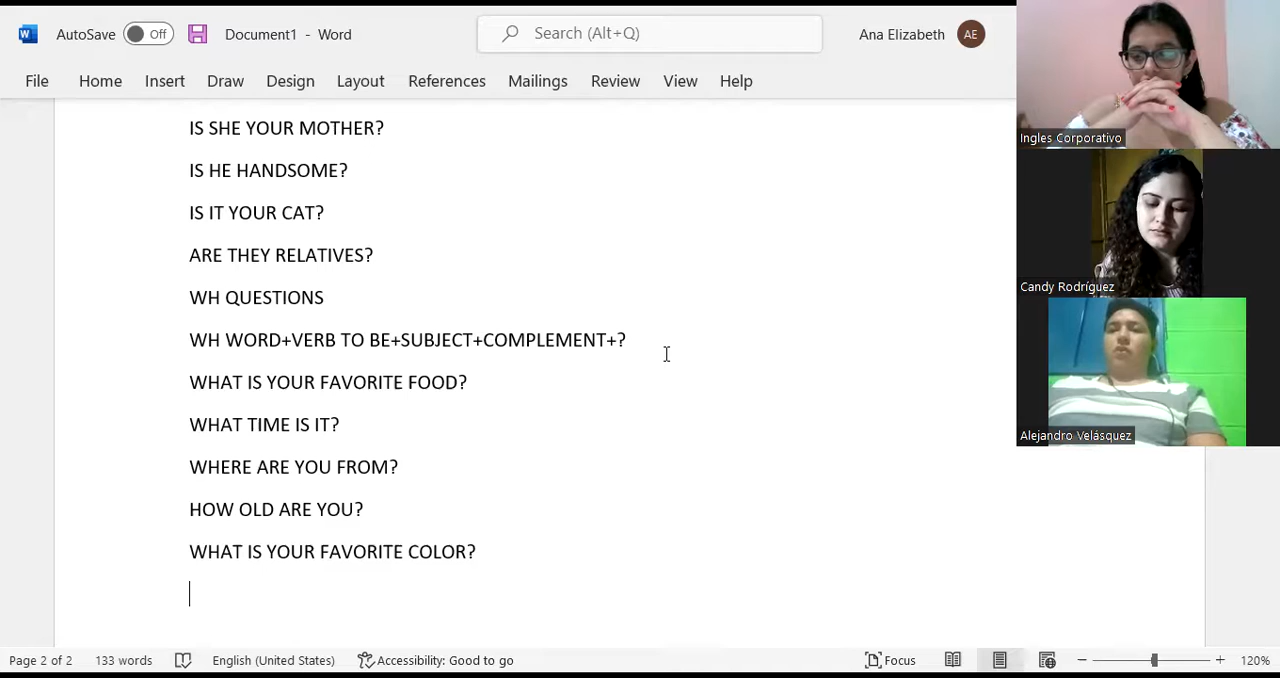 AutoSave Off Document1 - Word Search (Alt+Q) Ana Elizabeth AE
File Home Insert Draw Design Layout References Mailings Review View Help
IS SHE YOUR MOTHER?
IS HE HANDSOME?
IS IT YOUR CAT?
ARE THEY RELATIVES?
WH QUESTIONS
WH WORD+VERB TO BE+SUBJECT+COMPLEMENT+?
WHAT IS YOUR FAVORITE FOOD?
WHAT TIME IS IT?
WHERE ARE YOU FROM?
HOW OLD ARE YOU?
WHAT IS YOUR FAVORITE COLOR?
Ingles Corporativo
Candy Rodríguez
Alejandro Velásquez
Page 2 of 2 133 words English (United States) Accessibility: Good to go Focus 120%